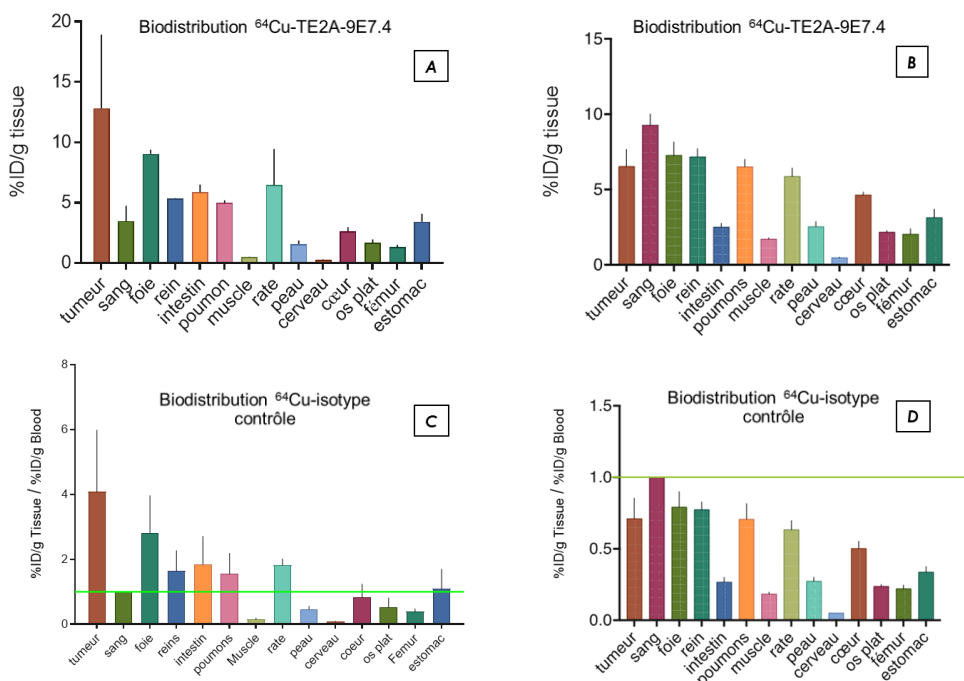 Biodistribution ⁶⁴Cu-TE2A-9E7.4
A
%ID/g tissue
20
15
10
5
0
tumeur
sang
foie
rein
intestin
poumon
muscle
rate
peau
cerveau
cœur
os plat
fémur
estomac
Biodistribution ⁶⁴Cu-TE2A-9E7.4
B
%ID/g tissue
15
10
5
0
tumeur
sang
foie
rein
intestin
poumons
muscle
rate
peau
cerveau
cœur
os plat
fémur
estomac
Biodistribution ⁶⁴Cu-isotype
contrôle
C
%ID/g Tissue / %ID/g Blood
8
6
4
2
0
tumeur
sang
foie
reins
intestin
poumons
Muscle
rate
peau
cerveau
coeur
os plat
Femur
estomac
Biodistribution ⁶⁴Cu-isotype
contrôle
D
%ID/g Tissue / %ID/g Blood
1.5
1.0
0.5
0.0
tumeur
sang
foie
rein
intestin
poumons
muscle
rate
peau
cerveau
cœur
os plat
fémur
estomac